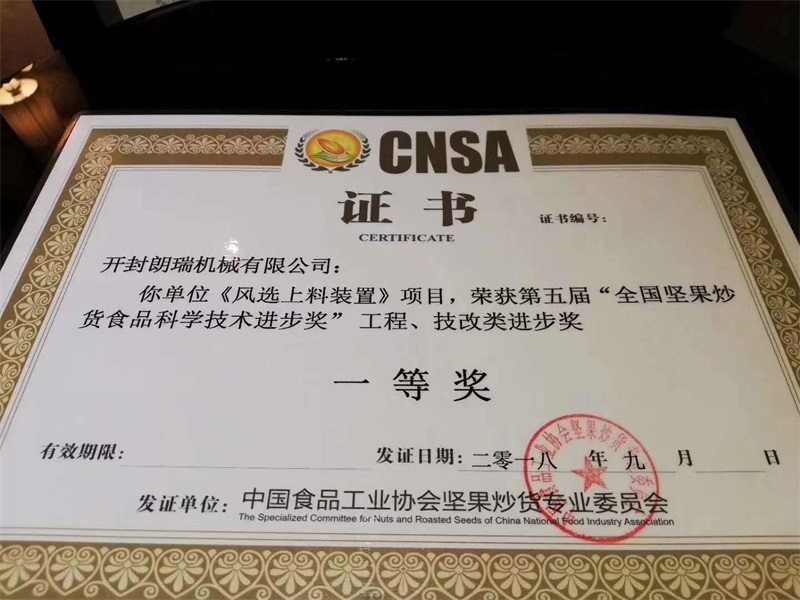 CNSA
证书
CERTIFICATE
证书编号：
开封朗瑞机械有限公司：
你单位《风选上料装置》项目，荣获第五届“全国坚果炒
货食品科学技术进步奖”工程、技改类进步奖
一等奖
有效期限：
发证日期：二零一八年九月 日
发证单位：中国食品工业协会坚果炒货专业委员会
The Specialized Committee for Nuts and Roasted Seeds of China National Food Industry Association